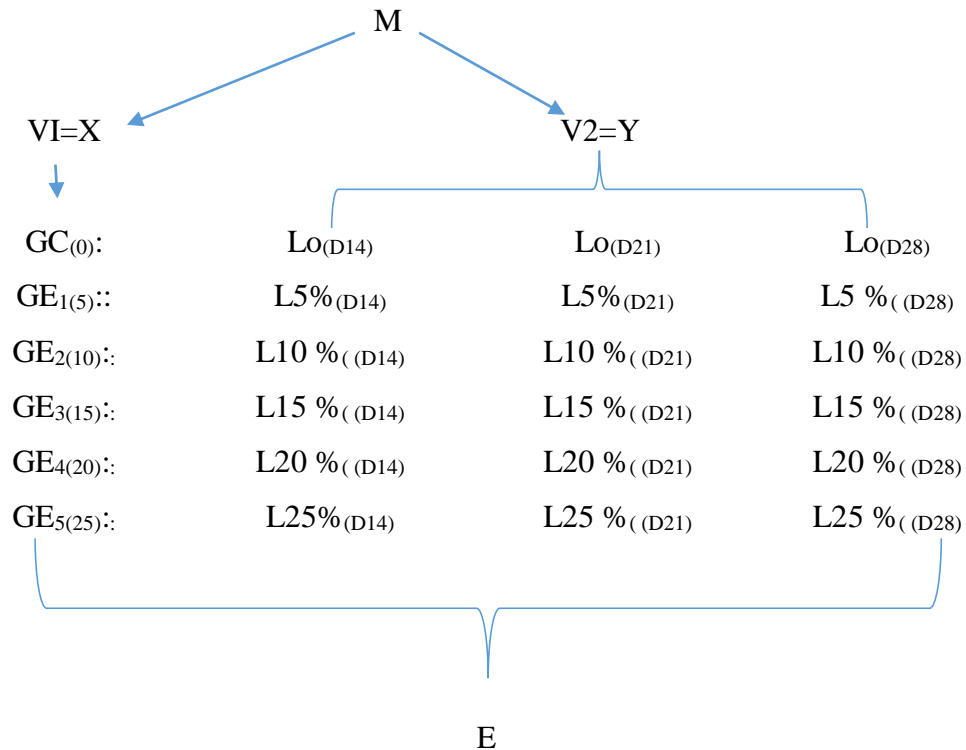 M
VI=X V2=Y
GC(0): Lo(D14) Lo(D21) Lo(D28)
GE1(5):: L5%(D14) L5%(D21) L5 %( (D28)
GE2(10):: L10 %( (D14) L10 %( (D21) L10 %( (D28)
GE3(15):: L15 %( (D14) L15 %( (D21) L15 %( (D28)
GE4(20):: L20 %( (D14) L20 %( (D21) L20 %( (D28)
GE5(25):: L25%(D14) L25 %( (D21) L25 %( (D28)
E